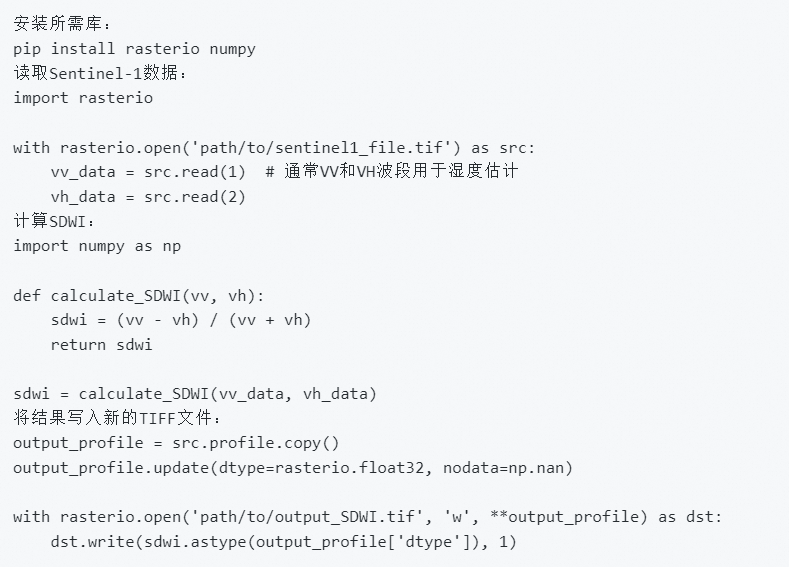 安装所需库：
pip install rasterio numpy
读取Sentinel-1数据：
import rasterio

with rasterio.open('path/to/sentinel1_file.tif') as src:
    vv_data = src.read(1)  # 通常VV和VH波段用于湿度估计
    vh_data = src.read(2)
计算SDWI：
import numpy as np

def calculate_SDWI(vv, vh):
    sdwi = (vv - vh) / (vv + vh)
    return sdwi

sdwi = calculate_SDWI(vv_data, vh_data)
将结果写入新的TIFF文件：
output_profile = src.profile.copy()
output_profile.update(dtype=rasterio.float32, nodata=np.nan)

with rasterio.open('path/to/output_SDWI.tif', 'w', **output_profile) as dst:
    dst.write(sdwi.astype(output_profile['dtype']), 1)